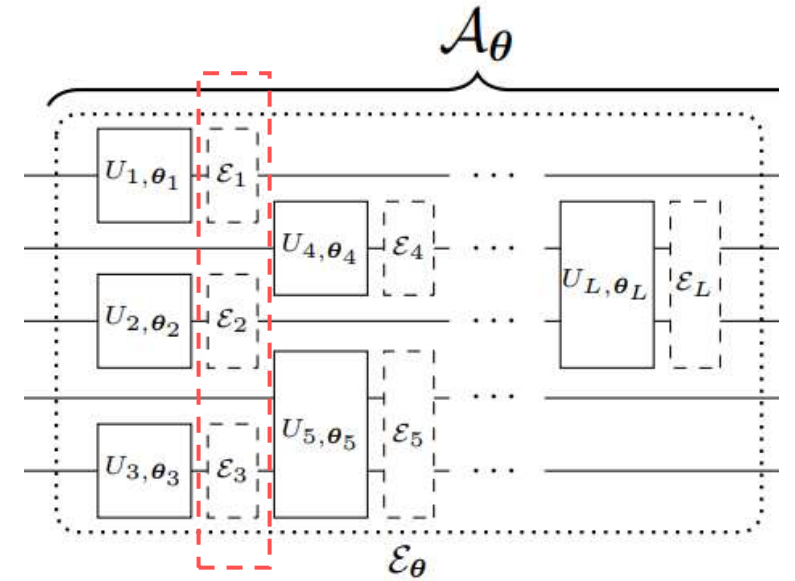 𝒜_θ
U_{1,θ_1} ℰ_1
U_{4,θ_4} ℰ_4 ···
U_{2,θ_2} ℰ_2
U_{L,θ_L} ℰ_L
U_{5,θ_5} ℰ_5
U_{3,θ_3} ℰ_3
ℰ_θ